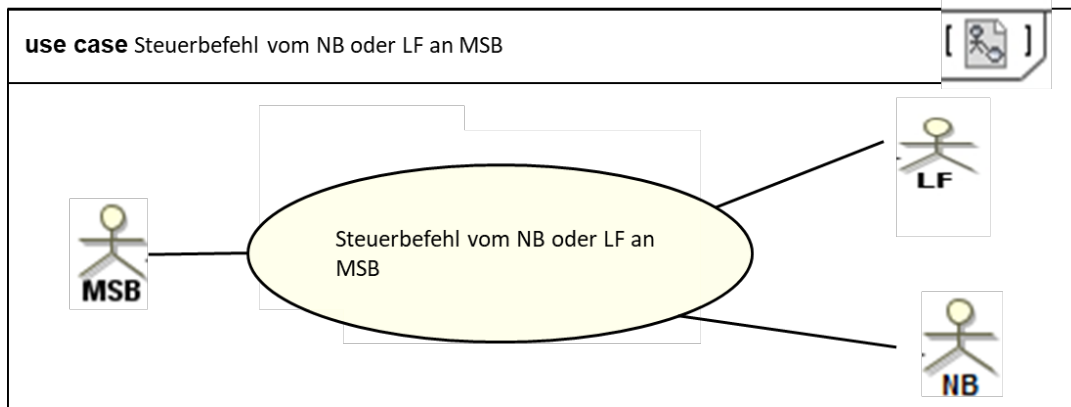 use case Steuerbefehl vom NB oder LF an MSB
[ ]
LF
Steuerbefehl vom NB oder LF an
MSB
MSB
NB